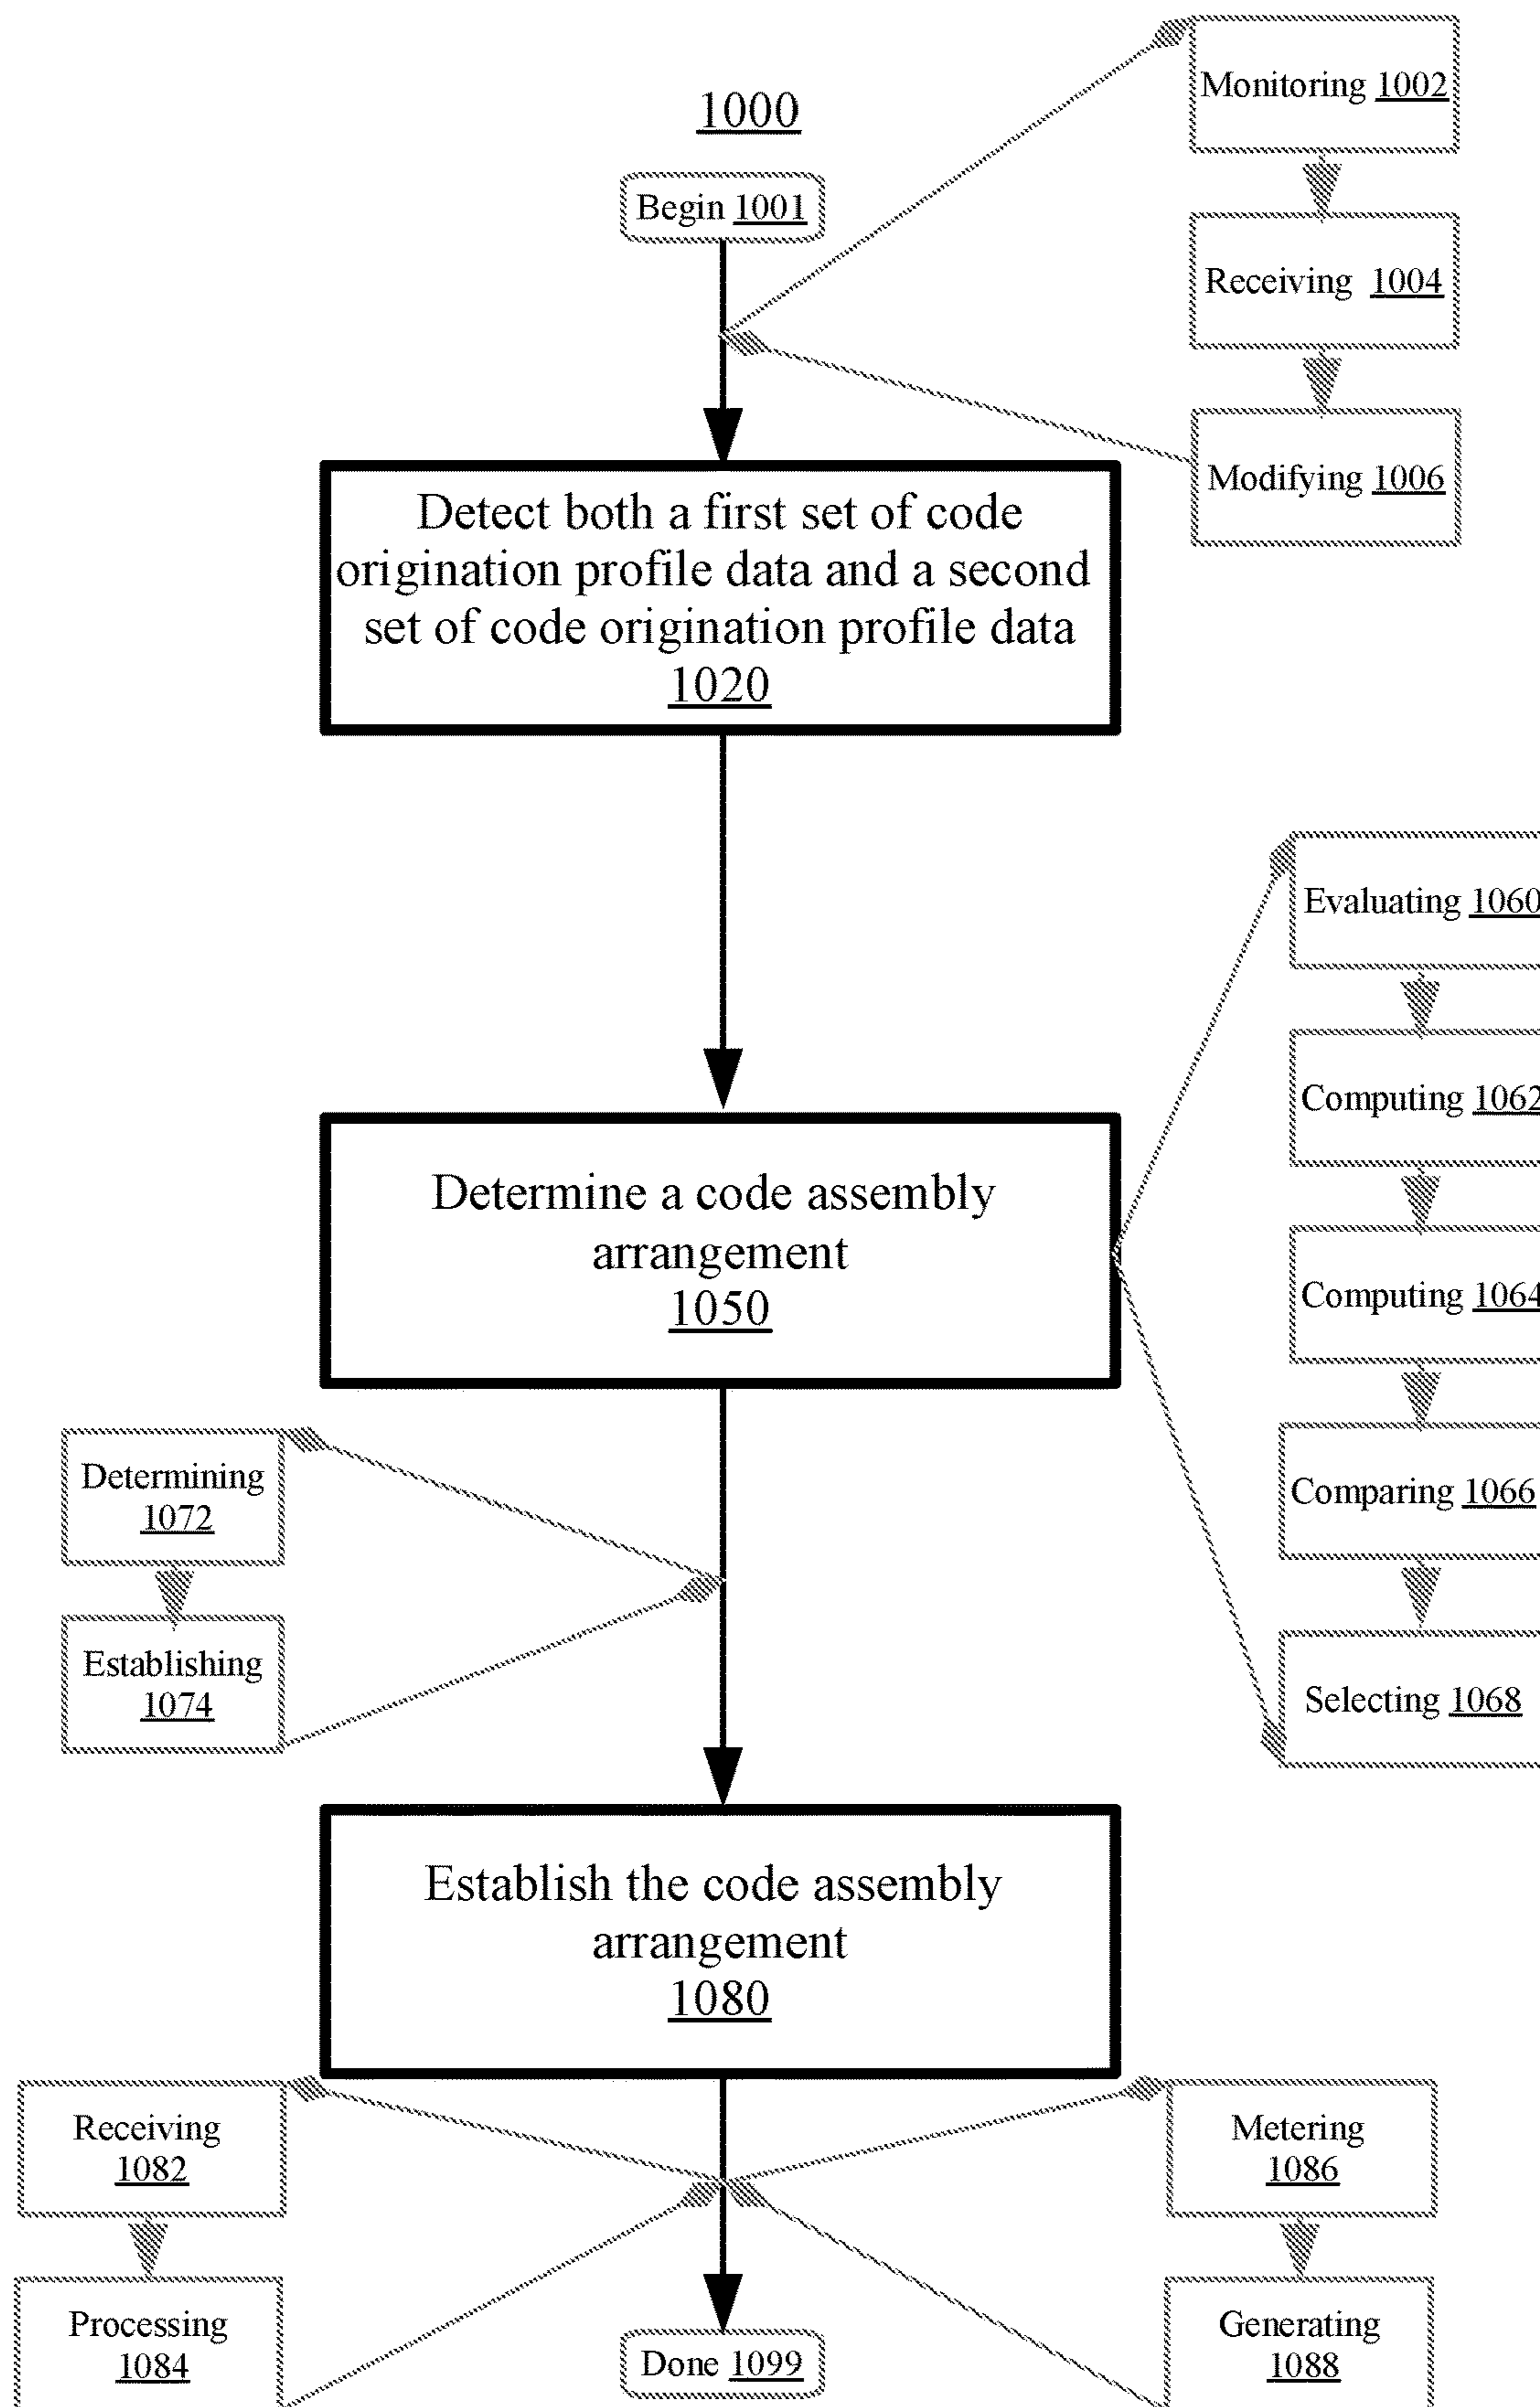 1000
Begin 1001
Monitoring 1002
Receiving 1004
Modifying 1006
Detect both a first set of code
origination profile data and a second
set of code origination profile data
1020
Determine a code assembly
arrangement
1050
Evaluating 1060
Computing 1062
Computing 1064
Comparing 1066
Selecting 1068
Determining
1072
Establishing
1074
Establish the code assembly
arrangement
1080
Receiving
1082
Processing
1084
Metering
1086
Generating
1088
Done 1099